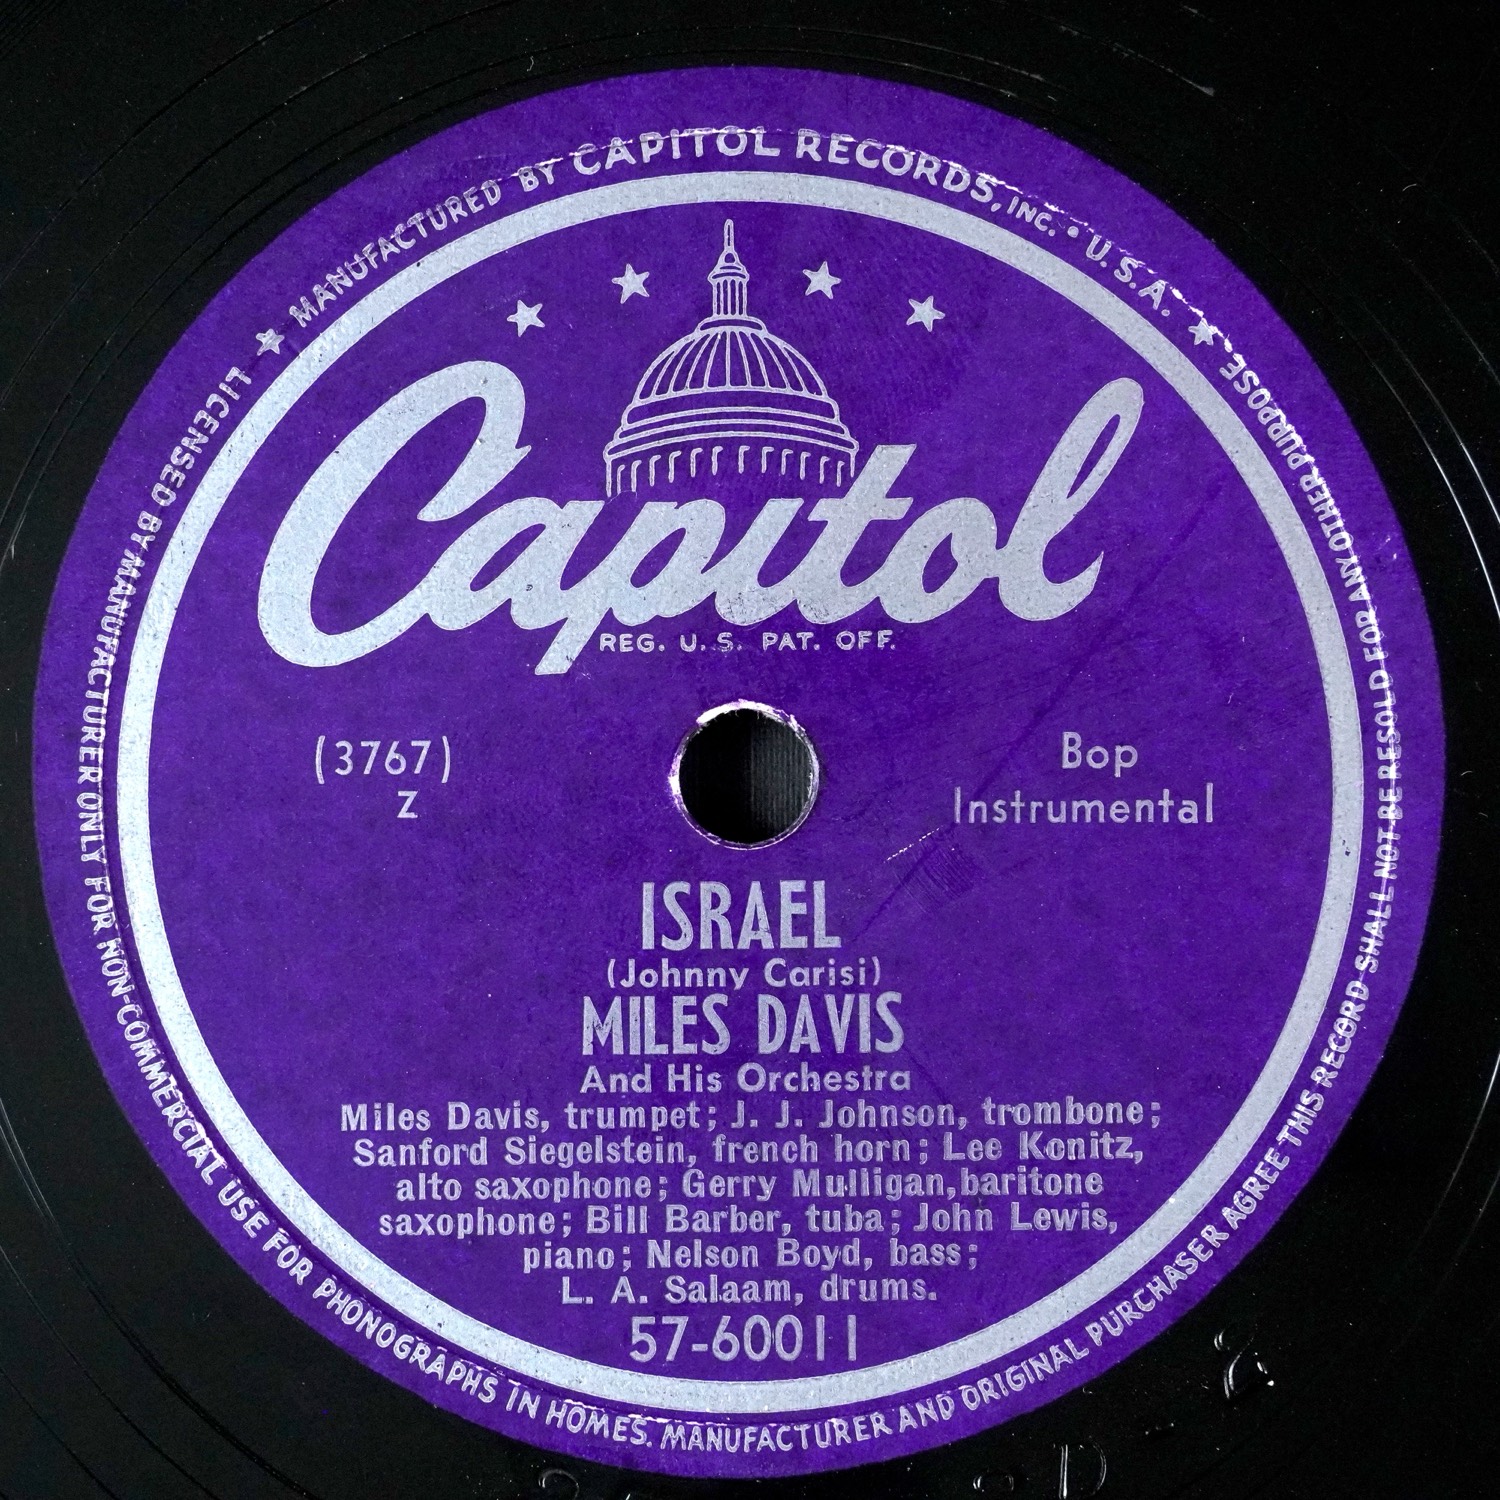 MANUFACTURED BY CAPITOL RECORDS, INC. • U.S.A.
LICENSED BY MANUFACTURER ONLY FOR NON-COMMERCIAL USE FOR PHONOGRAPHS IN HOMES. MANUFACTURER AND ORIGINAL PURCHASER AGREE THIS RECORD SHALL NOT BE RESOLD FOR ANY OTHER PURPOSE
Capitol
REG. U.S. PAT. OFF.
(3767)
Z
Bop
Instrumental
ISRAEL
(Johnny Carisi)
MILES DAVIS
And His Orchestra
Miles Davis, trumpet; J. J. Johnson, trombone;
Sanford Siegelstein, french horn; Lee Konitz,
alto saxophone; Gerry Mulligan, baritone
saxophone; Bill Barber, tuba; John Lewis,
piano; Nelson Boyd, bass;
L. A. Salaam, drums.
57-60011